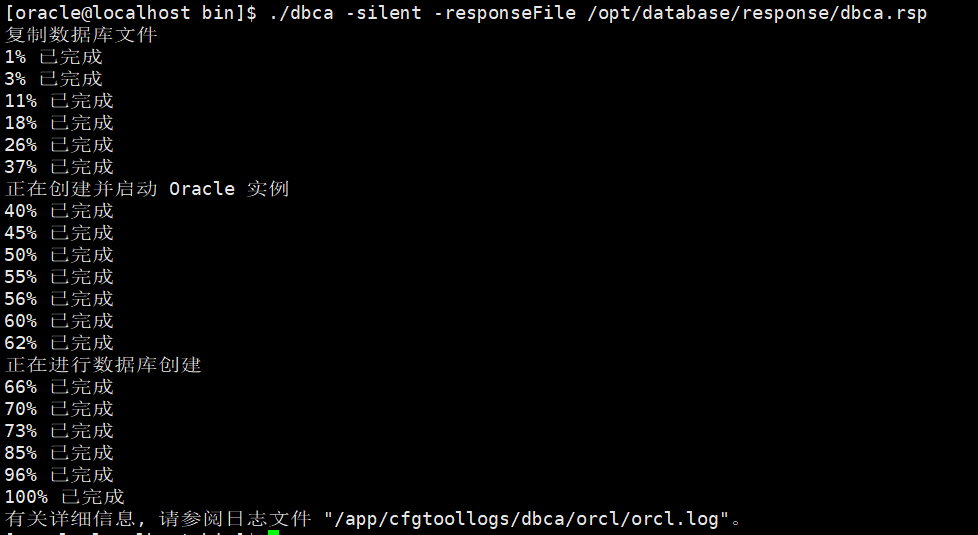 [oracle@localhost bin]$ ./dbca -silent -responseFile /opt/database/response/dbca.rsp
复制数据库文件
1% 已完成
3% 已完成
11% 已完成
18% 已完成
26% 已完成
37% 已完成
正在创建并启动 Oracle 实例
40% 已完成
45% 已完成
50% 已完成
55% 已完成
56% 已完成
60% 已完成
62% 已完成
正在进行数据库创建
66% 已完成
70% 已完成
73% 已完成
85% 已完成
96% 已完成
100% 已完成
有关详细信息, 请参阅日志文件 "/app/cfgtoollogs/dbca/orcl/orcl.log"。